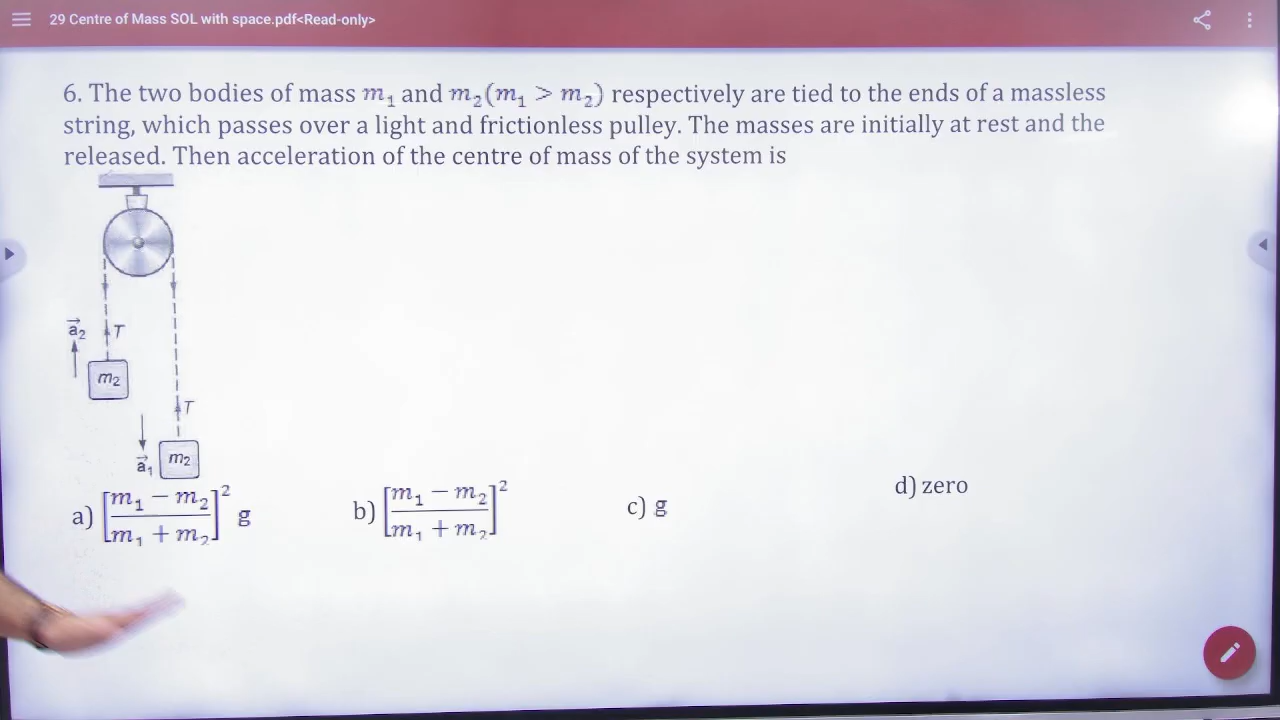 29 Centre of Mass SOL with space.pdf<Read-only>
6. The two bodies of mass m₁ and m₂(m₁ > m₂) respectively are tied to the ends of a massless
string, which passes over a light and frictionless pulley. The masses are initially at rest and the
released. Then acceleration of the centre of mass of the system is
a⃗₂ T
m₂
T
a⃗₁ m₂
a) [m₁ − m₂ / m₁ + m₂]² g b) [m₁ − m₂ / m₁ + m₂]² c) g d) zero